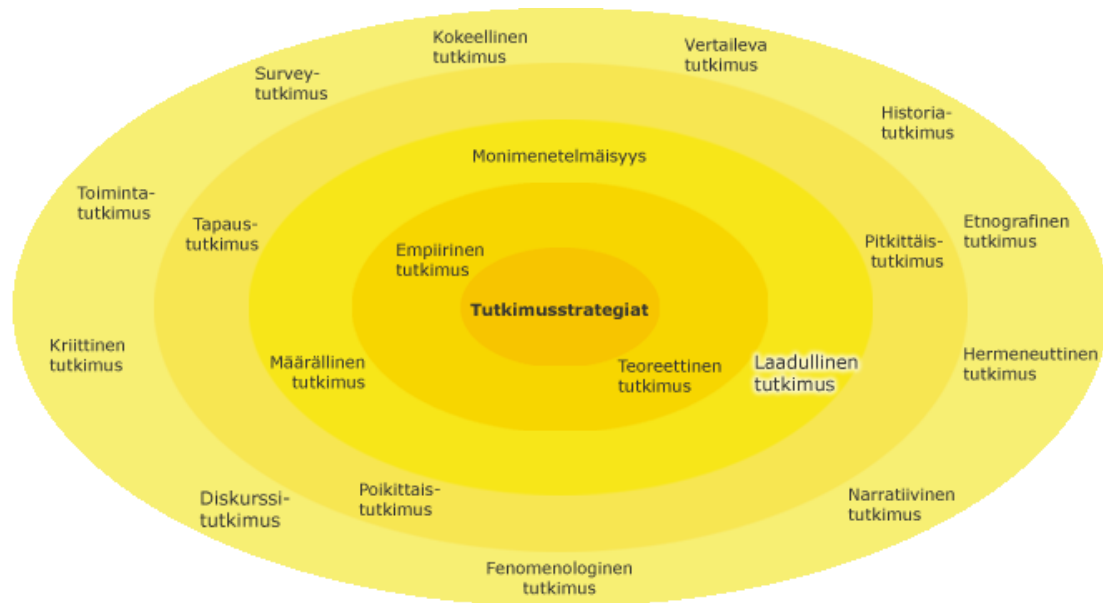 Kokeellinen
tutkimus
Vertaileva
tutkimus
Survey-
tutkimus
Historia-
tutkimus
Monimenetelmäisyys
Toiminta-
tutkimus
Tapaus-
tutkimus
Etnografinen
tutkimus
Pitkittäis-
tutkimus
Empiirinen
tutkimus
Tutkimusstrategiat
Kriittinen
tutkimus
Määrällinen
tutkimus
Teoreettinen
tutkimus
Laadullinen
tutkimus
Hermeneuttinen
tutkimus
Diskurssi-
tutkimus
Poikittais-
tutkimus
Narratiivinen
tutkimus
Fenomenologinen
tutkimus